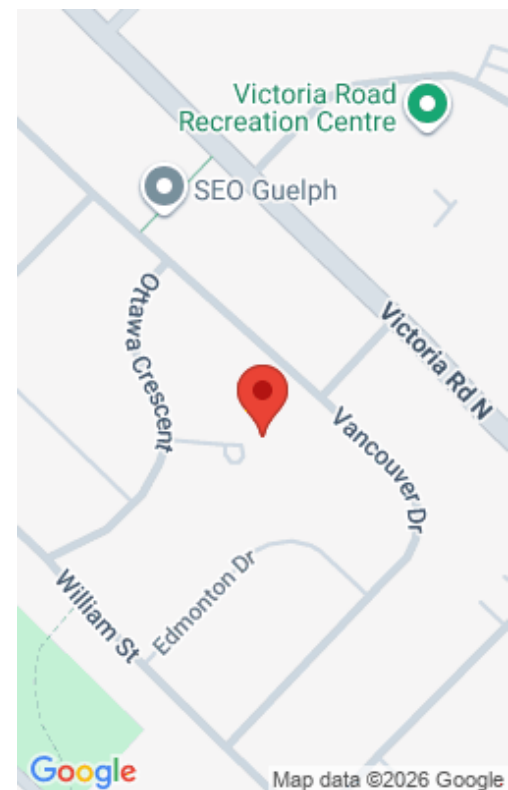 Victoria Road
Recreation Centre
SEO Guelph
Ottawa Crescent
Victoria Rd N
Vancouver Dr
Edmonton Dr
William St
Google
Map data ©2026 Google